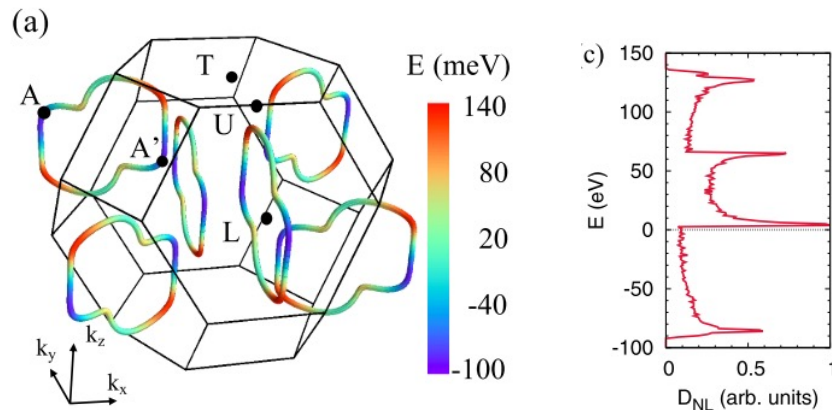 (a)
T
E (meV)
A
U
140
A'
80
L
20
-40
-100
k_z
k_y
k_x
c)
150
100
50
0
-50
-100
E (eV)
0
0.5
1
D_NL (arb. units)